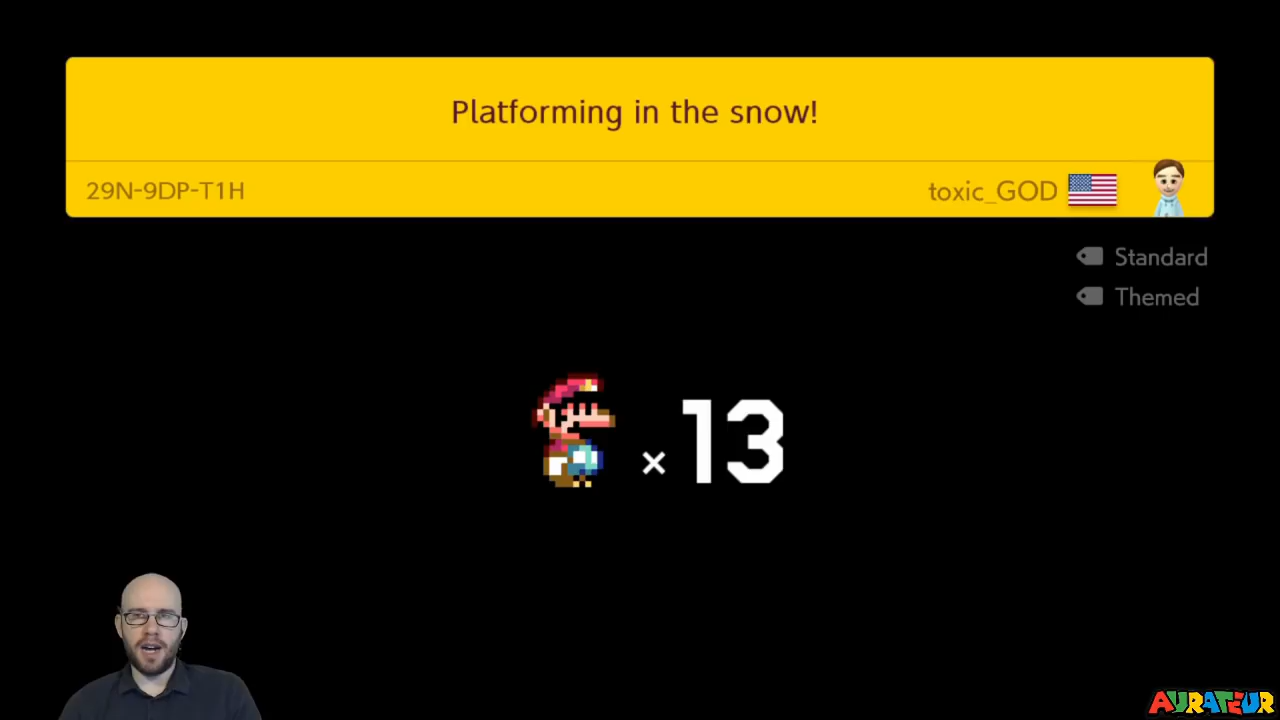 Platforming in the snow!
29N-9DP-T1H
toxic_GOD
Standard
Themed
×13
AURATEUR